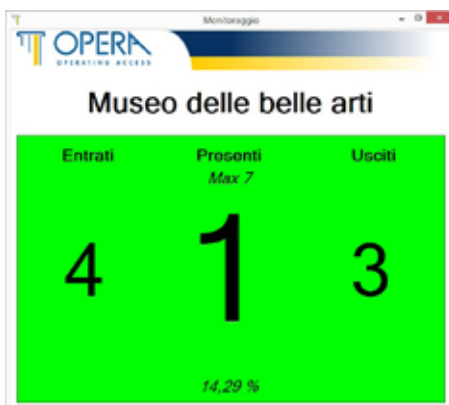 Monitoraggio
OPERA
OPERATING ACCESS
Museo delle belle arti
Entrati Presenti Usciti
Max 7
4 1 3
14,29 %